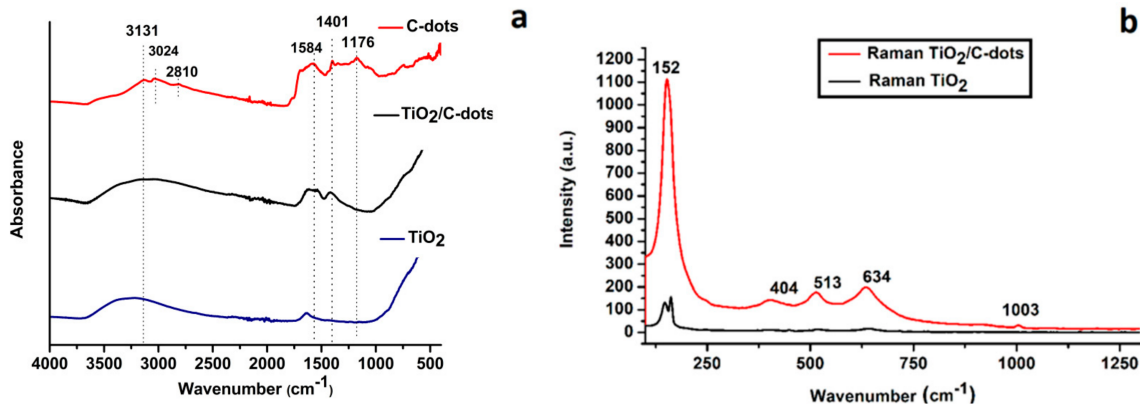 a
C-dots
3131
3024
2810
1584
1401
1176
TiO2/C-dots
TiO2
Absorbance
4000 3500 3000 2500 2000 1500 1000 500
Wavenumber (cm-1)
b
Raman TiO2/C-dots
Raman TiO2
152
404
513
634
1003
1200
1100
1000
900
800
700
600
500
400
300
200
100
0
Intensity (a.u.)
250 500 750 1000 1250
Wavenumber (cm-1)